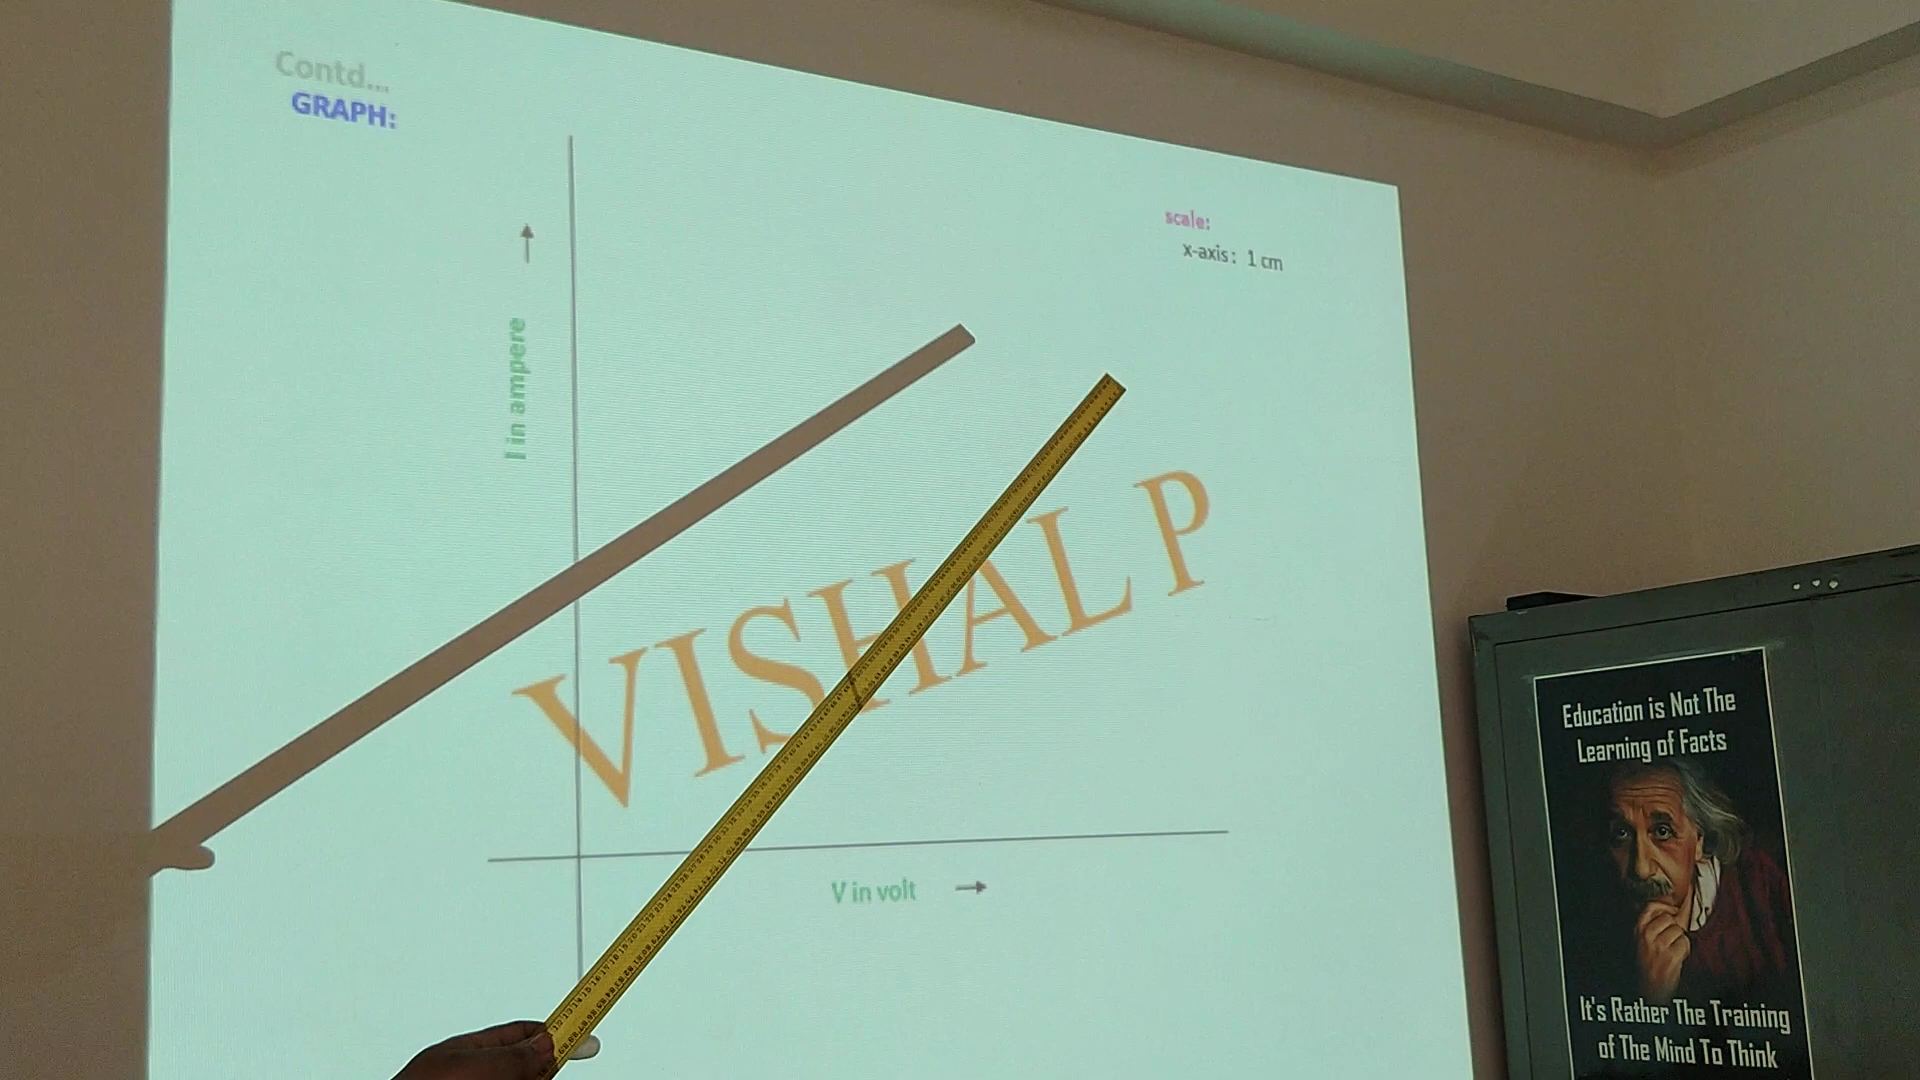 Contd...
GRAPH:
scale:
x-axis: 1 cm
I in ampere
VISHAL P
V in volt
Education is Not The
Learning of Facts
It's Rather The Training
of The Mind To Think